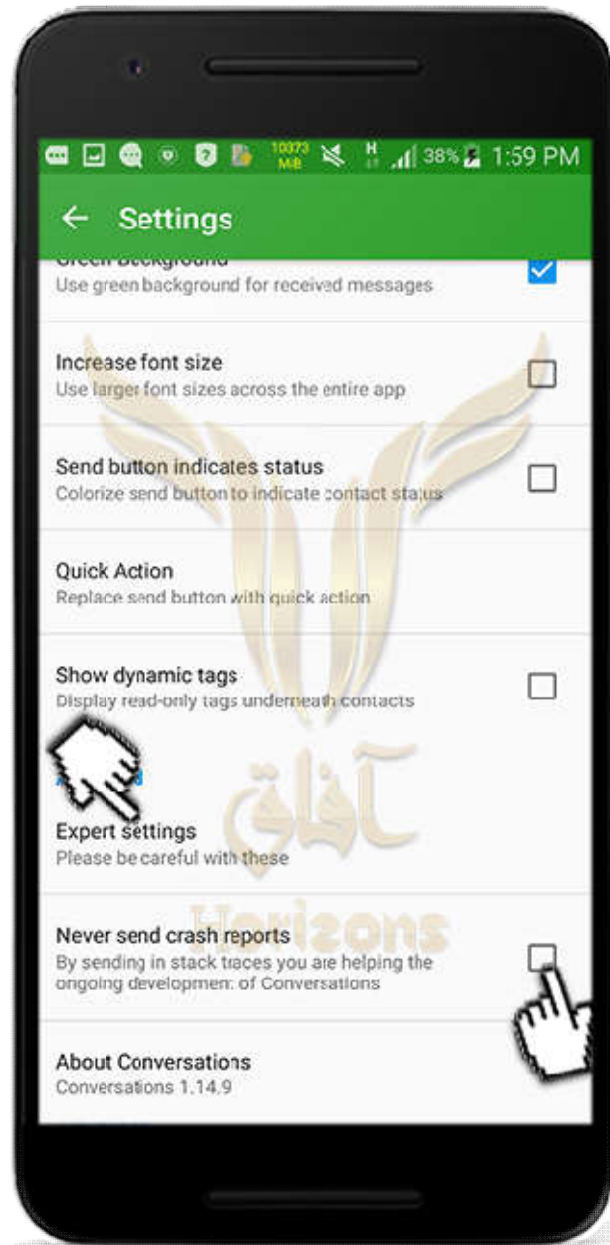 10373
MiB
H
38%
1:59 PM
Settings
Green Background
Use green background for received messages
Increase font size
Use larger font sizes across the entire app
Send button indicates status
Colorize send button to indicate contact status
Quick Action
Replace send button with quick action
Show dynamic tags
Display read-only tags underneath contacts
آفاق
Expert settings
Please be careful with these
Horizons
Never send crash reports
By sending in stack traces you are helping the
ongoing development of Conversations
About Conversations
Conversations 1.14.9